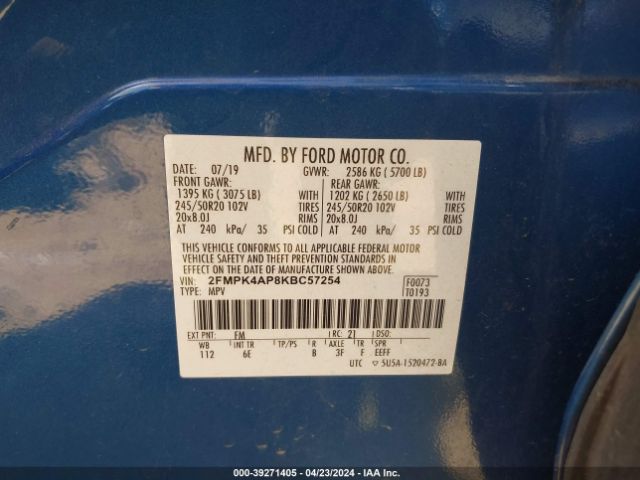 MFD. BY FORD MOTOR CO.
DATE: 07/19 GVWR: 2586 KG ( 5700 LB)
FRONT GAWR: REAR GAWR:
1395 KG ( 3075 LB) WITH 1202 KG ( 2650 LB) WITH
245/50R20 102V TIRES 245/50R20 102V TIRES
20x8.0J RIMS 20x8.0J RIMS
AT 240 kPa/ 35 PSI COLD AT 240 kPa/ 35 PSI COLD
THIS VEHICLE CONFORMS TO ALL APPLICABLE FEDERAL MOTOR
VEHICLE SAFETY AND THEFT PREVENTION STANDARDS IN
EFFECT ON THE DATE OF MANUFACTURE SHOWN ABOVE.
VIN: 2FMPK4AP8KBC57254 F0073
TYPE: MPV T0193
EXT PNT: FM RC: 21 DSO:
WB INT TR TP/PS R AXLE TR SPR
112 6E B 3F F EEFF
UTC ▽ 5U5A-1520472-BA
000-39271405 - 04/23/2024 - IAA Inc.